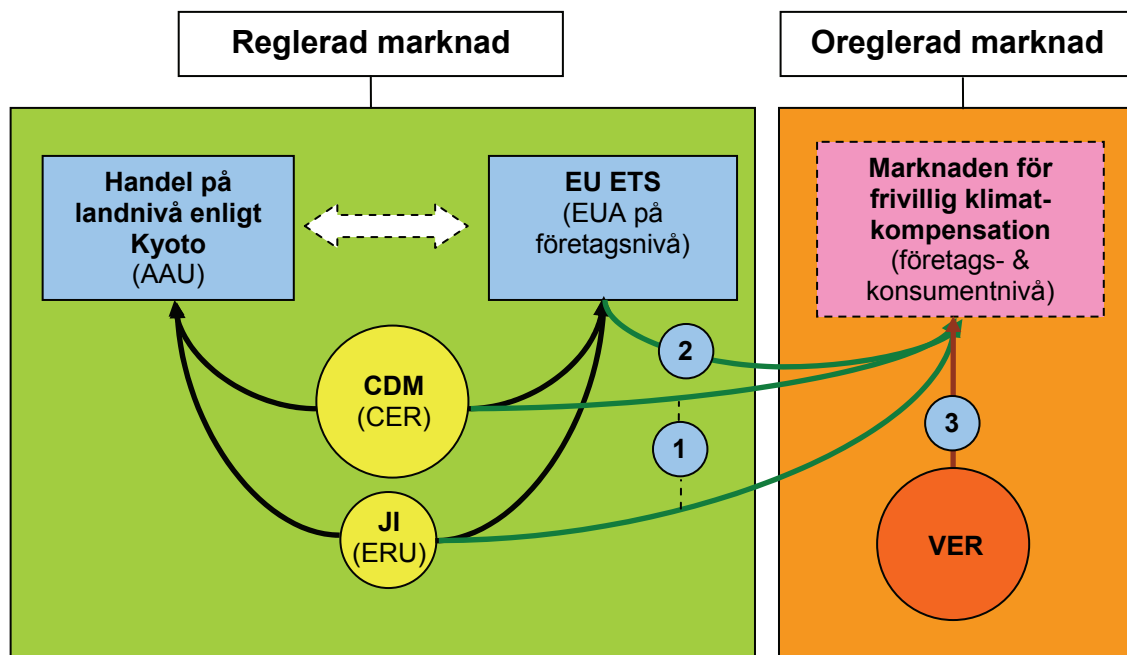 Reglerad marknad
Oreglerad marknad
Handel på
landnivå enligt
Kyoto
(AAU)
EU ETS
(EUA på
företagsnivå)
Marknaden för
frivillig klimat-
kompensation
(företags- &
konsumentnivå)
2
CDM
(CER)
1
3
JI
(ERU)
VER